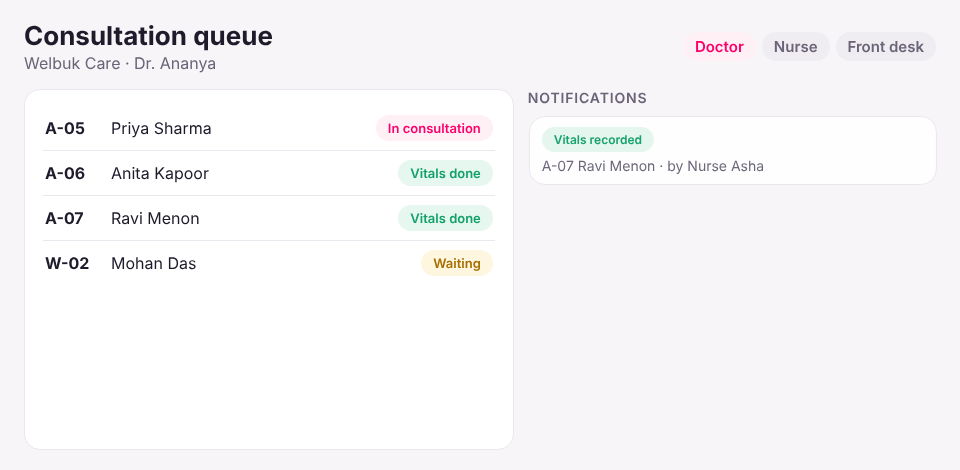 Consultation queue
Welbuk Care · Dr. Ananya
Doctor Nurse Front desk
A-05 Priya Sharma In consultation
A-06 Anita Kapoor Vitals done
A-07 Ravi Menon Vitals done
W-02 Mohan Das Waiting
NOTIFICATIONS
Vitals recorded
A-07 Ravi Menon · by Nurse Asha